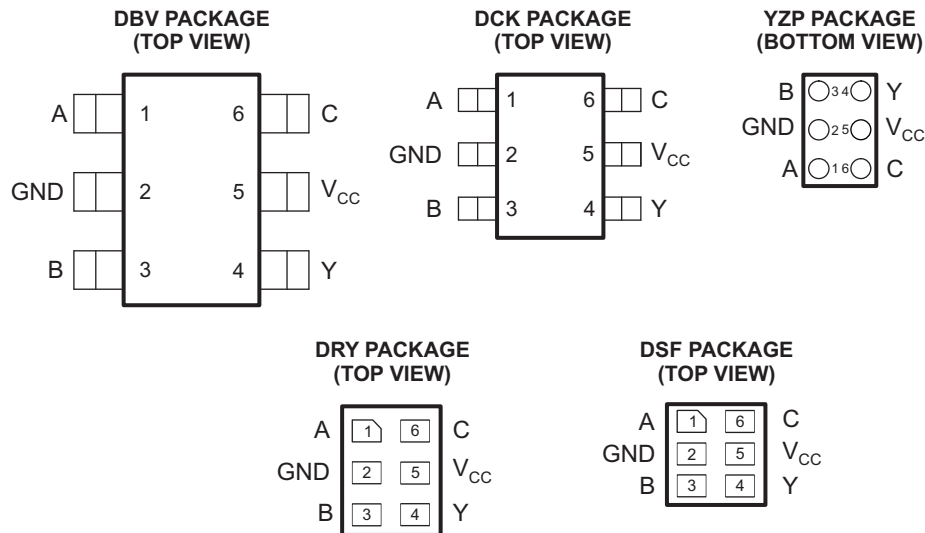 DBV PACKAGE
(TOP VIEW)
A 1 6 C
GND 2 5 VCC
B 3 4 Y
DCK PACKAGE
(TOP VIEW)
A 1 6 C
GND 2 5 VCC
B 3 4 Y
YZP PACKAGE
(BOTTOM VIEW)
B 3 4 Y
GND 2 5 VCC
A 1 6 C
DRY PACKAGE
(TOP VIEW)
A 1 6 C
GND 2 5 VCC
B 3 4 Y
DSF PACKAGE
(TOP VIEW)
A 1 6 C
GND 2 5 VCC
B 3 4 Y